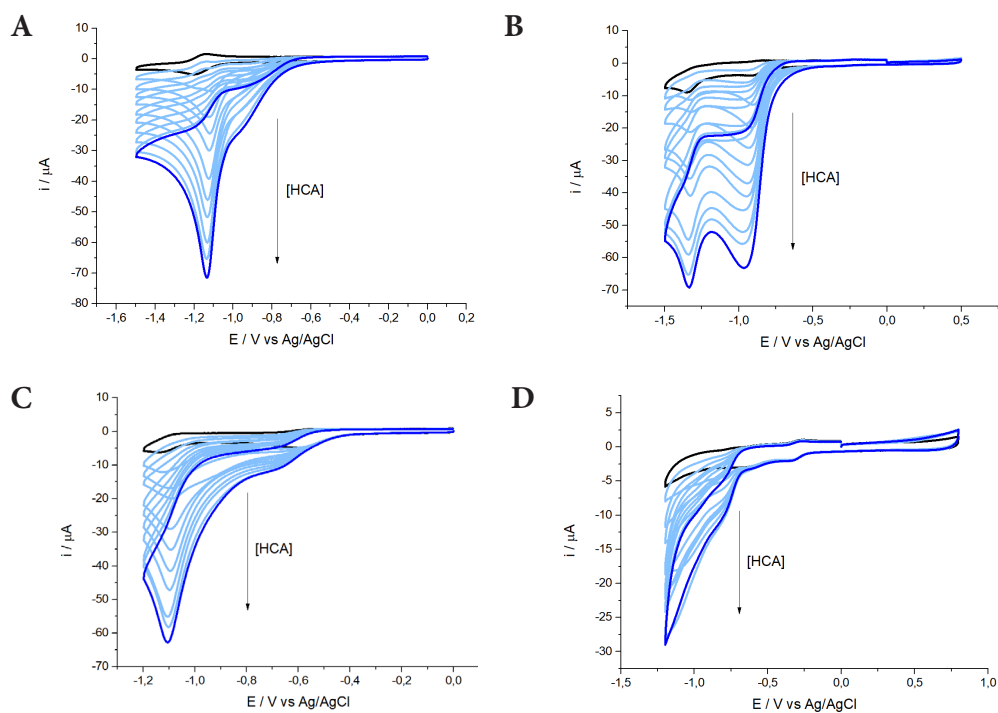 A
10
0
-10
-20
-30
-40
-50
-60
-70
-80
i / µA
[HCA]
-1,6 -1,4 -1,2 -1,0 -0,8 -0,6 -0,4 -0,2 0,0 0,2
E / V vs Ag/AgCl
B
10
0
-10
-20
-30
-40
-50
-60
-70
i / µA
[HCA]
-1,5 -1,0 -0,5 0,0 0,5
E / V vs Ag/AgCl
C
10
0
-10
-20
-30
-40
-50
-60
-70
i / µA
[HCA]
-1,2 -1,0 -0,8 -0,6 -0,4 -0,2 0,0
E / V vs Ag/AgCl
D
5
0
-5
-10
-15
-20
-25
-30
i / µA
[HCA]
-1,5 -1,0 -0,5 0,0 0,5 1,0
E / V vs Ag/AgCl